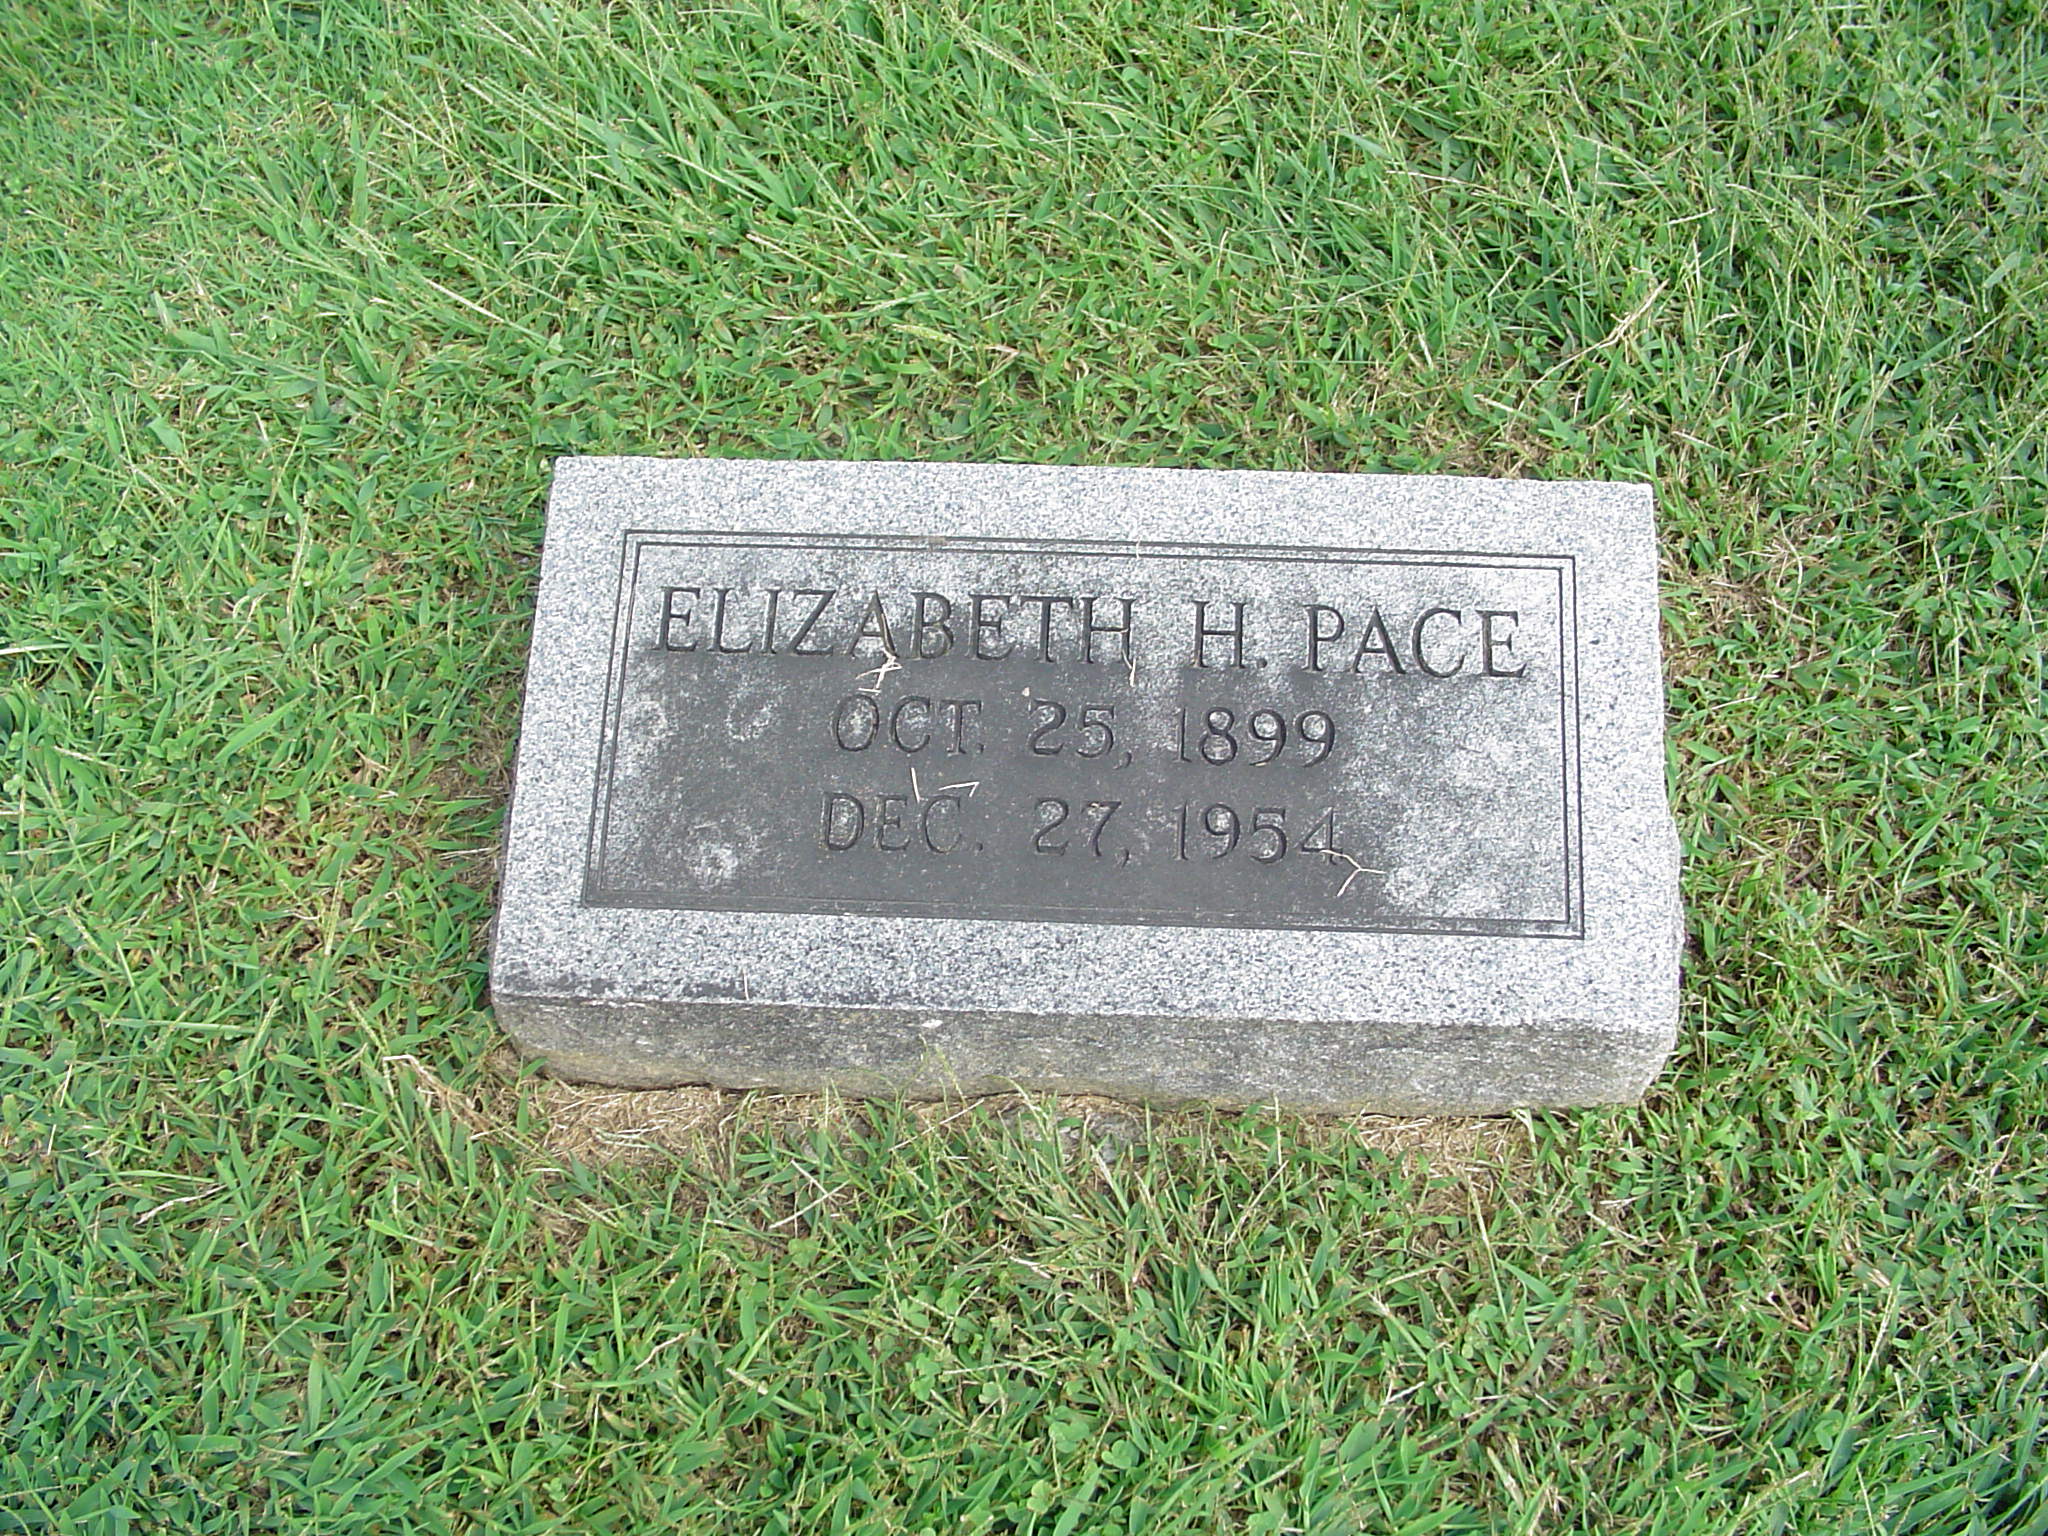 ELIZABETH H. PACE
OCT. 25, 1899
DEC. 27, 1954